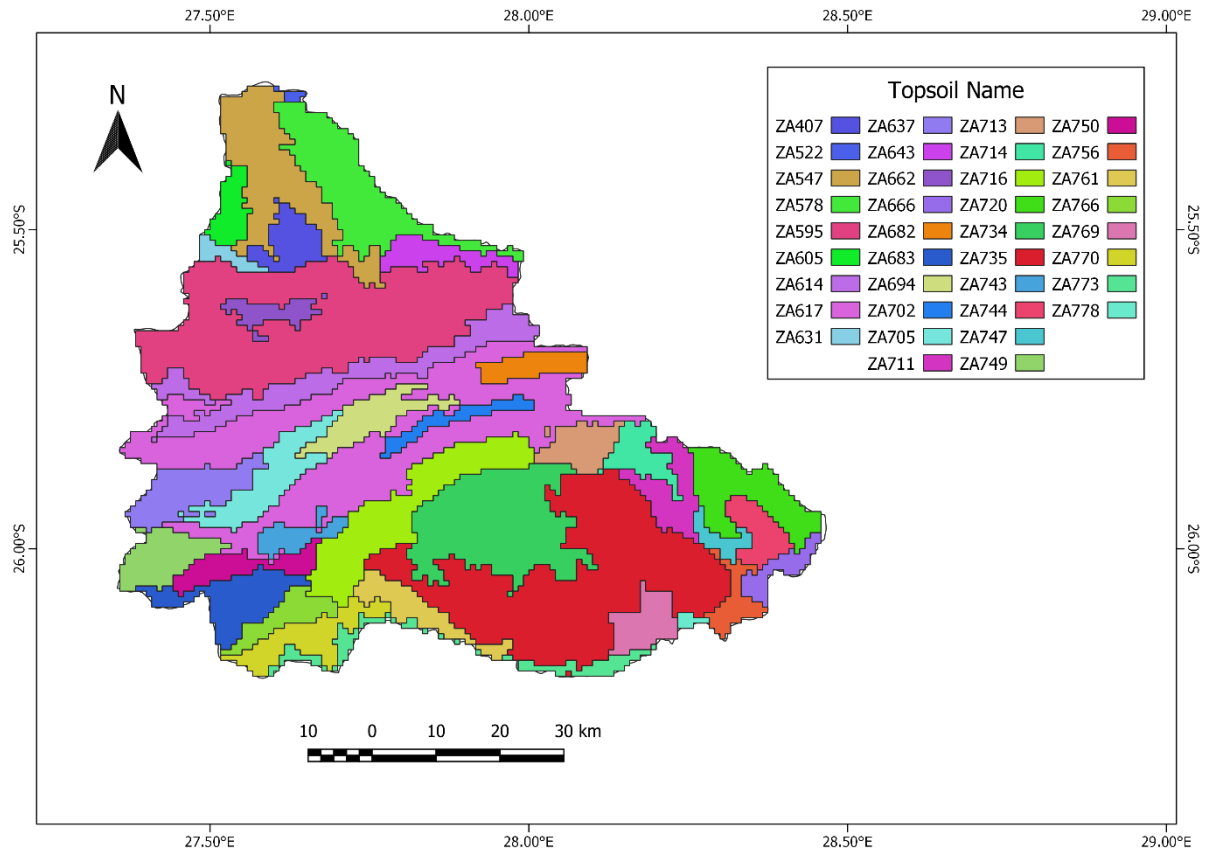 27.50°E 28.00°E 28.50°E 29.00°E
N
Topsoil Name
ZA407 ZA637 ZA713 ZA750
ZA522 ZA643 ZA714 ZA756
ZA547 ZA662 ZA716 ZA761
ZA578 ZA666 ZA720 ZA766
ZA595 ZA682 ZA734 ZA769
ZA605 ZA683 ZA735 ZA770
ZA614 ZA694 ZA743 ZA773
ZA617 ZA702 ZA744 ZA778
ZA631 ZA705 ZA747
ZA711 ZA749
25.50°S 25.50°S
26.00°S 26.00°S
10 0 10 20 30 km
27.50°E 28.00°E 28.50°E 29.00°E